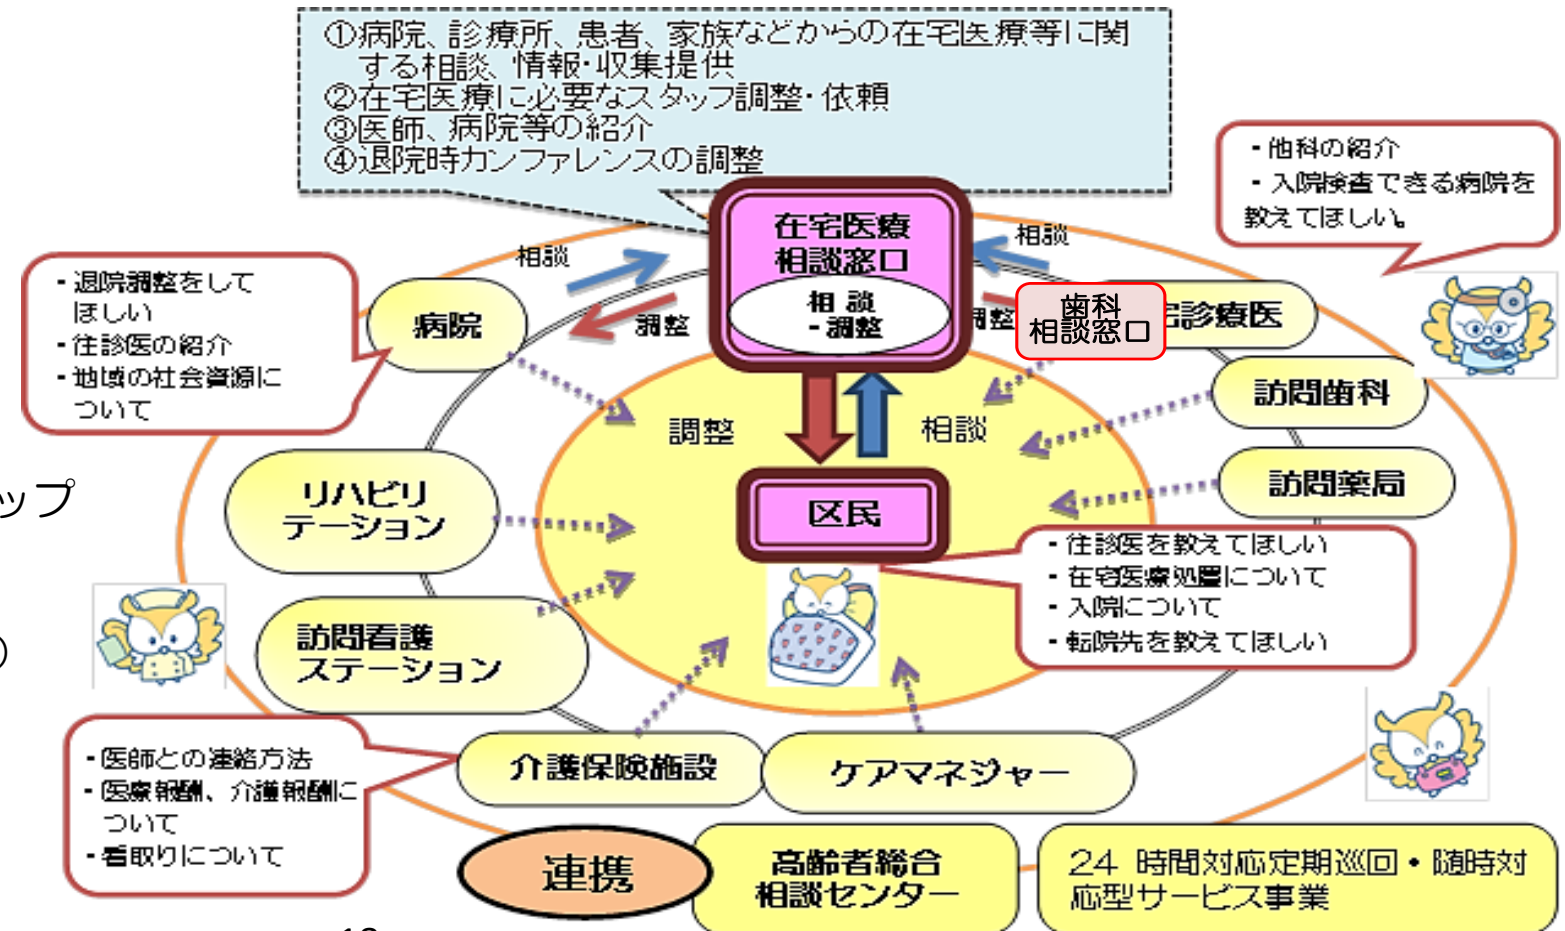 ①病院、診療所、患者、家族などからの在宅医療等に関
する相談、情報・収集提供
②在宅医療に必要なスタッフ調整・依頼
③医師、病院等の紹介
④退院時カンファレンスの調整
・他科の紹介
・入院検査できる病院を
教えてほしい。
在宅医療
相談窓口
相談
・調整
相談
調整
相談
調整
歯科
相談窓口
宅診療医
・退院調整をして
ほしい
・往診医の紹介
・地域の社会資源に
ついて
病院
訪問歯科
調整
相談
リハビリ
テーション
区民
訪問薬局
ップ
)
・往診医を教えてほしい
・在宅医療処置について
・入院について
・転院先を教えてほしい
訪問看護
ステーション
・医師との連絡方法
・医療報酬、介護報酬に
ついて
・看取りについて
介護保険施設
ケアマネジャー
連携
高齢者総合
相談センター
24 時間対応定期巡回・随時対
応型サービス事業